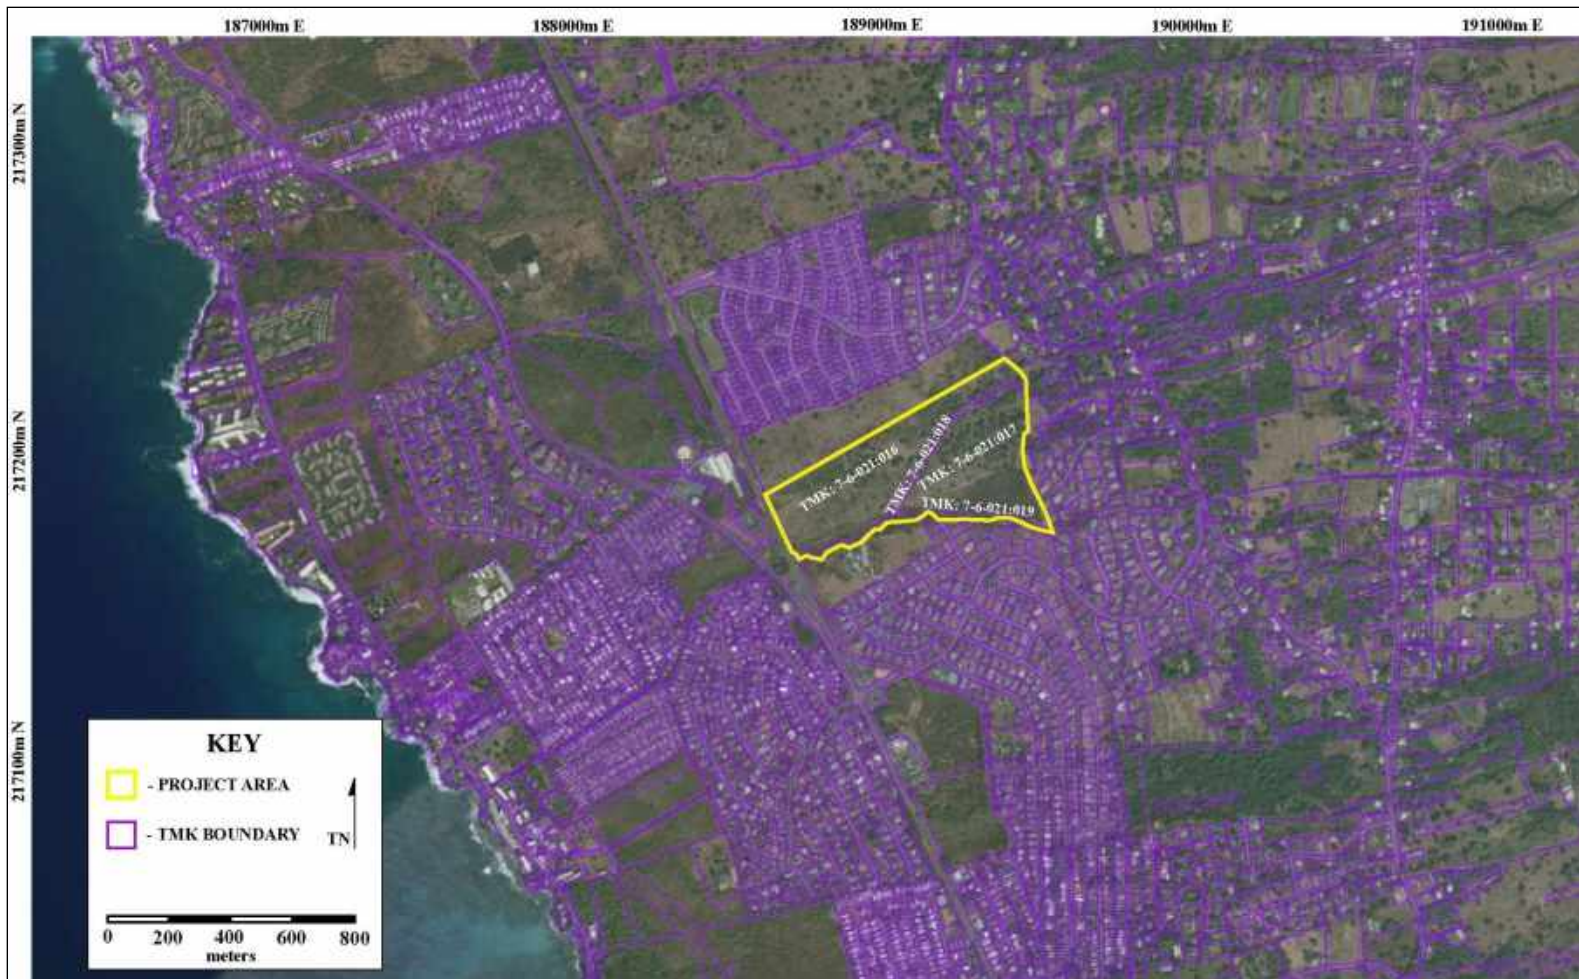 187000m E 188000m E 189000m E 190000m E 191000m E
217300m N
217200m N
217100m N
TMK: 7-6-021:016
TMK: 7-6-021:018
TMK: 7-6-021:017
TMK: 7-6-021:019
KEY
- PROJECT AREA
- TMK BOUNDARY
TN
0 200 400 600 800
meters